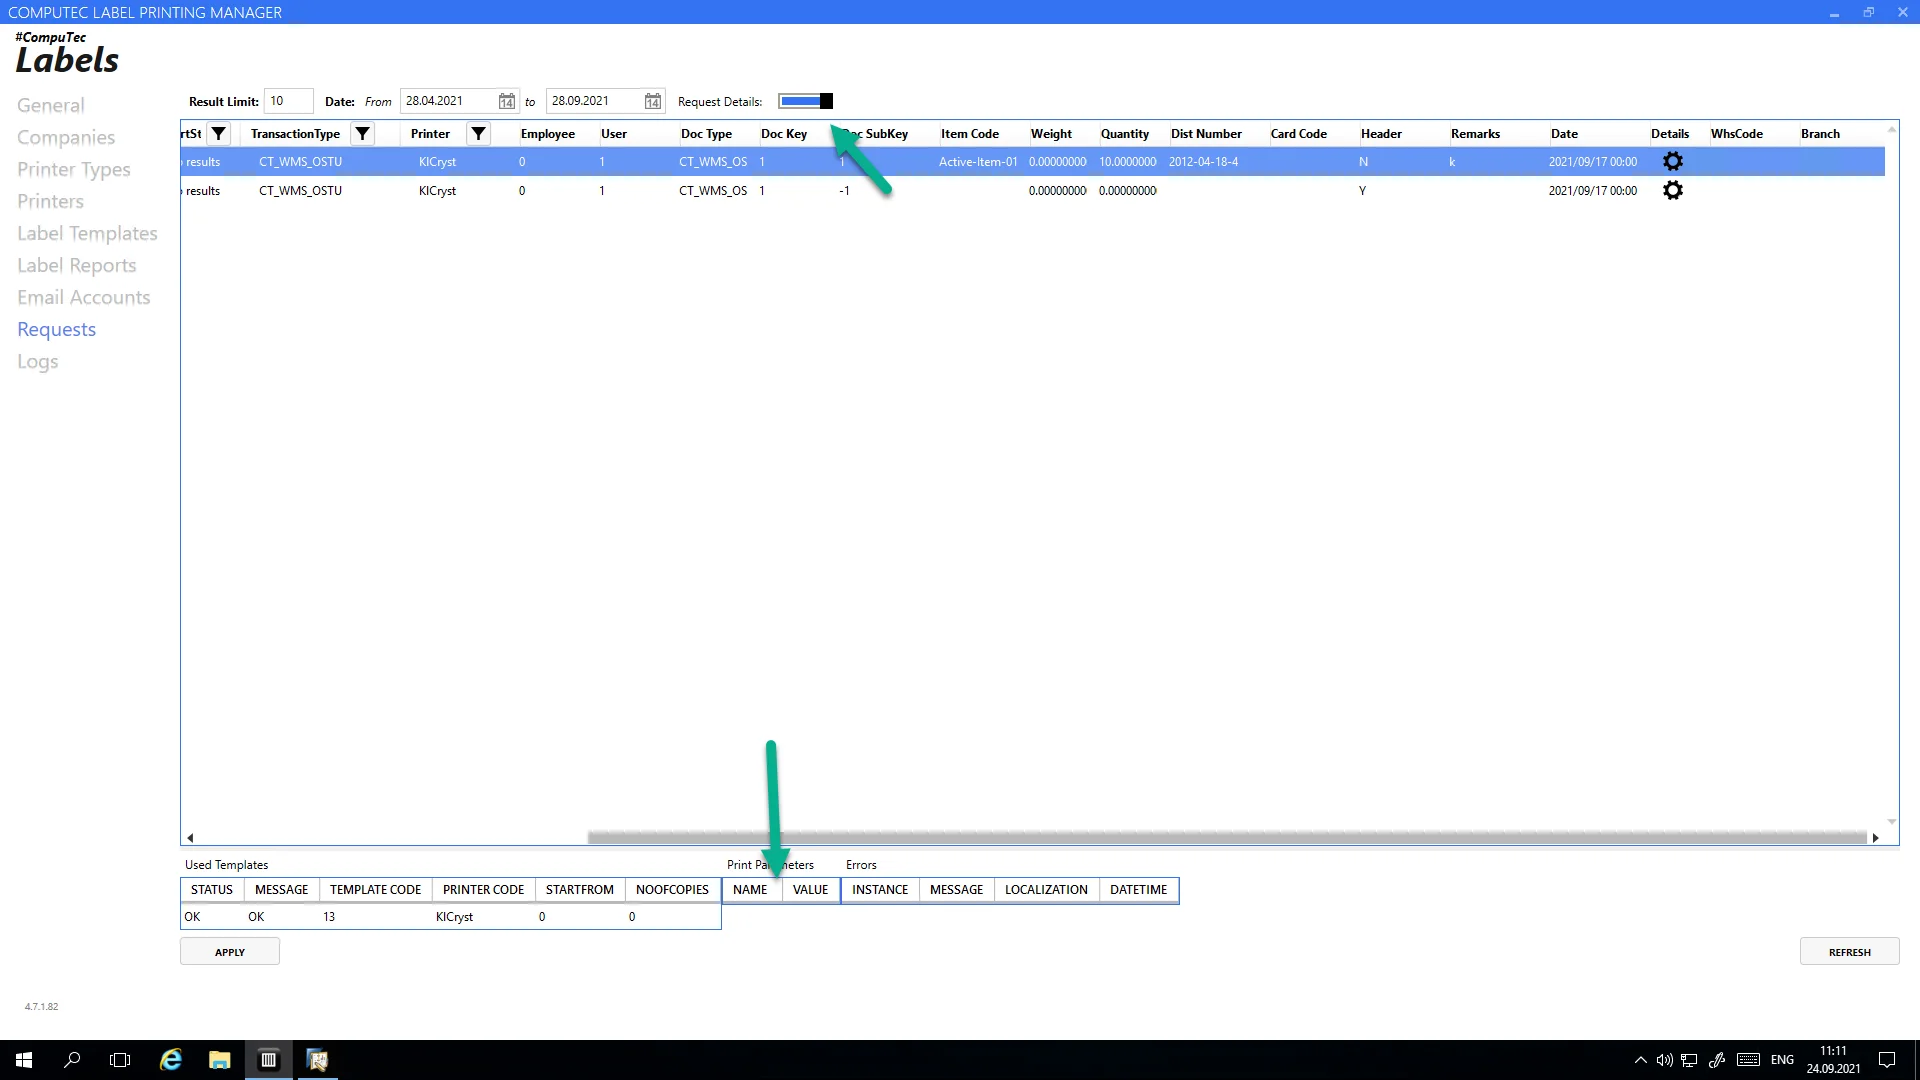 COMPUTEC LABEL PRINTING MANAGER
#CompuTec
Labels
General
Companies
Printer Types
Printers
Label Templates
Label Reports
Email Accounts
Requests
Logs
Result Limit: 10 Date: From 28.04.2021 14 to 28.09.2021 14 Request Details:
rtSt TransactionType Printer Employee User Doc Type Doc Key Doc SubKey Item Code Weight Quantity Dist Number Card Code Header Remarks Date Details WhsCode Branch
results CT_WMS_OSTU KICryst 0 1 CT_WMS_OS 1 1 Active-Item-01 0.00000000 10.0000000 2012-04-18-4 N k 2021/09/17 00:00
results CT_WMS_OSTU KICryst 0 1 CT_WMS_OS 1 -1 0.00000000 0.00000000 Y 2021/09/17 00:00
Used Templates Print Errors
STATUS MESSAGE TEMPLATE CODE PRINTER CODE STARTFROM NOOFCOPIES NAME VALUE INSTANCE MESSAGE LOCALIZATION DATETIME
OK OK 13 KICryst 0 0
APPLY REFRESH
4.7.1.82
ENG 11:11
24.09.2021